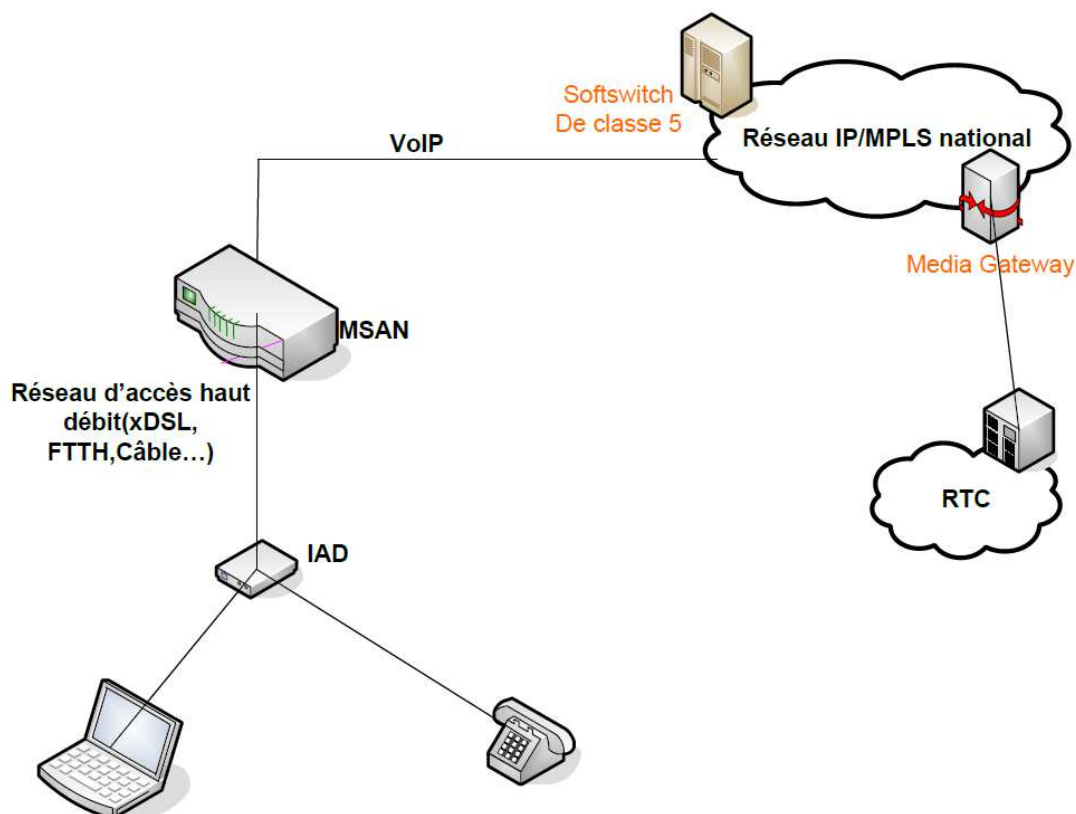 Softswitch
De classe 5
Réseau IP/MPLS national
VoIP
Media Gateway
MSAN
Réseau d'accès haut
débit(xDSL,
FTTH,Câble…)
RTC
IAD